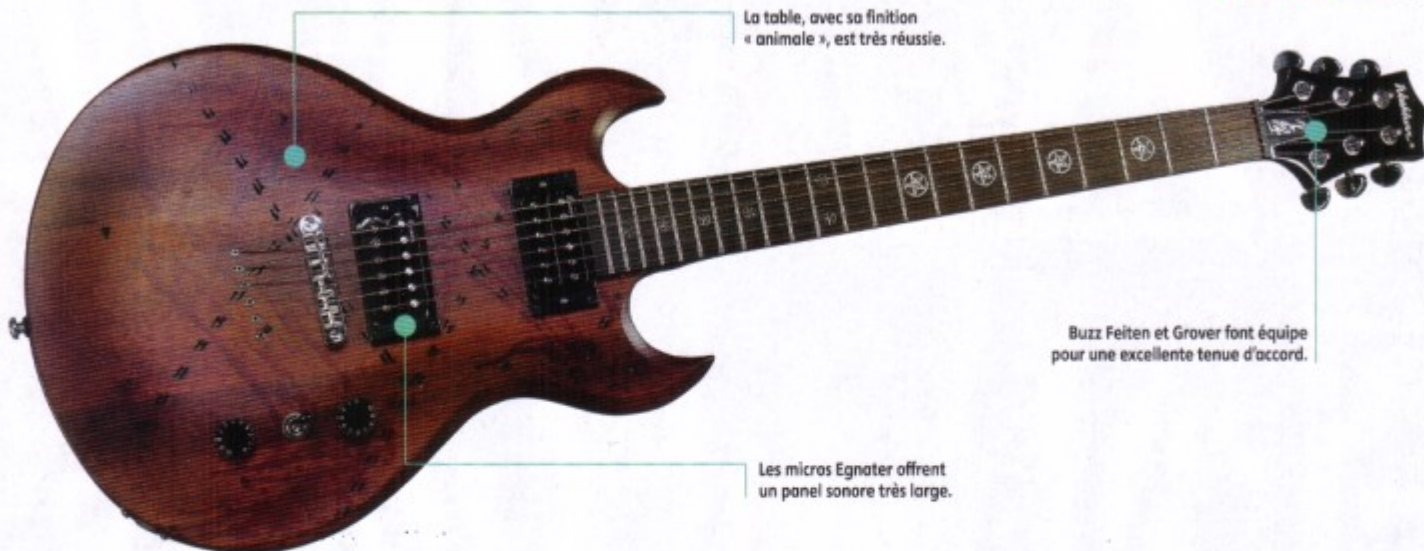 La table, avec sa finition
« animale », est très réussie.
Buzz Feiten et Grover font équipe
pour une excellente tenue d'accord.
Les micros Egnater offrent
un panel sonore très large.